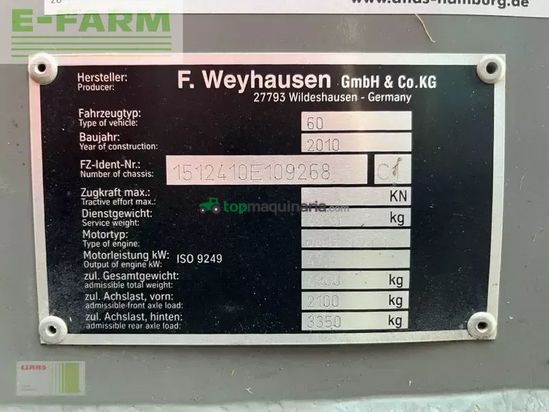 E-FARM
www.atlas-hamburg.de
Hersteller:
Producer:
F. Weyhausen GmbH & Co.KG
27793 Wildeshausen - Germany
Fahrzeugtyp:
Type of vehicle:
60
Baujahr:
Year of construction:
2010
FZ-Ident-Nr.:
Number of chassis:
1512410E109268
Zugkraft max.:
Tractive effort max.:
KN
Dienstgewicht:
Service weight:
kg
topmaquinaria.com
Motortyp:
Type of engine:
Motorleistung kW:
Output of engine kW:
ISO 9249
zul. Gesamtgewicht:
admissible total weight:
kg
zul. Achslast, vorn:
admissible-front axle load:
2100
kg
zul. Achslast, hinten:
admissible rear axle load:
3350
kg
CLAAS